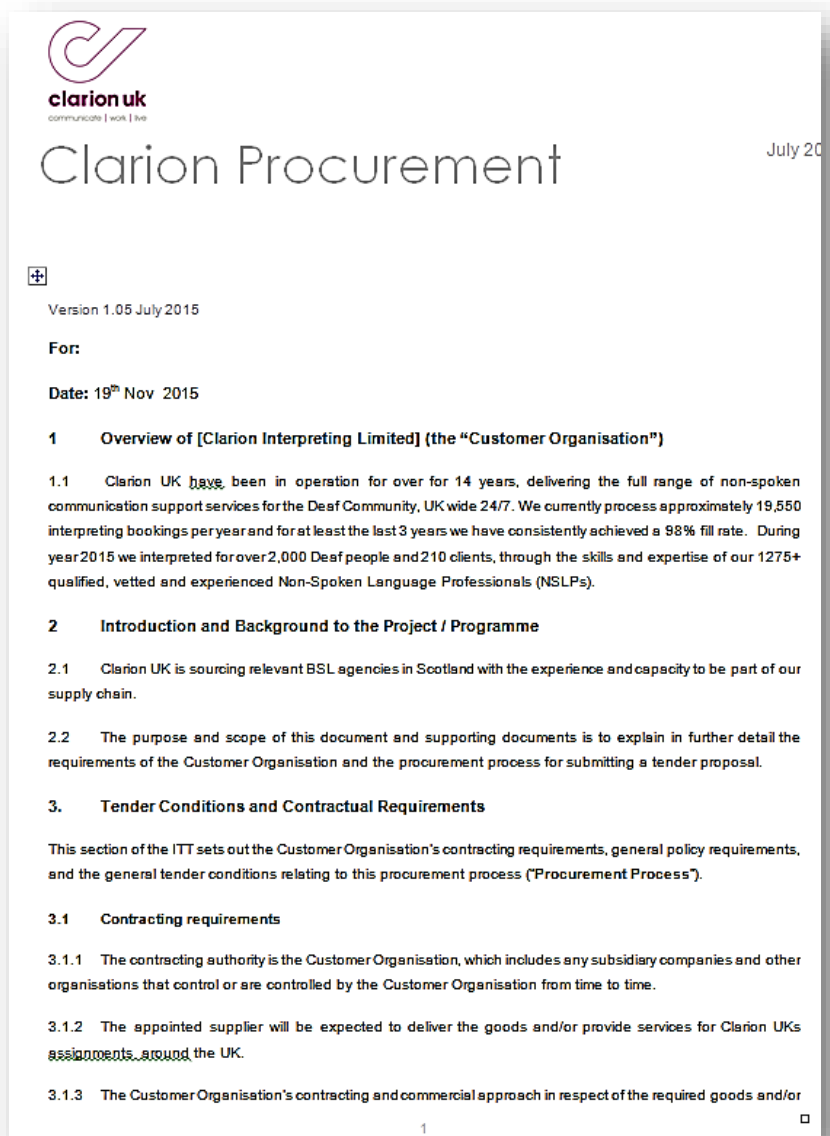 clarion uk
communicate | work | live
Clarion Procurement
July 20
Version 1.05 July 2015
For:
Date: 19th Nov 2015
1 Overview of [Clarion Interpreting Limited] (the “Customer Organisation”)
1.1 Clarion UK have been in operation for over for 14 years, delivering the full range of non-spoken
communication support services for the Deaf Community, UK wide 24/7. We currently process approximately 19,550
interpreting bookings per year and for at least the last 3 years we have consistently achieved a 98% fill rate. During
year 2015 we interpreted for over 2,000 Deaf people and 210 clients, through the skills and expertise of our 1275+
qualified, vetted and experienced Non-Spoken Language Professionals (NSLPs).
2 Introduction and Background to the Project / Programme
2.1 Clarion UK is sourcing relevant BSL agencies in Scotland with the experience and capacity to be part of our
supply chain.
2.2 The purpose and scope of this document and supporting documents is to explain in further detail the
requirements of the Customer Organisation and the procurement process for submitting a tender proposal.
3. Tender Conditions and Contractual Requirements
This section of the ITT sets out the Customer Organisation's contracting requirements, general policy requirements,
and the general tender conditions relating to this procurement process ("Procurement Process").
3.1 Contracting requirements
3.1.1 The contracting authority is the Customer Organisation, which includes any subsidiary companies and other
organisations that control or are controlled by the Customer Organisation from time to time.
3.1.2 The appointed supplier will be expected to deliver the goods and/or provide services for Clarion UKs
assignments around the UK.
3.1.3 The Customer Organisation's contracting and commercial approach in respect of the required goods and/or
1